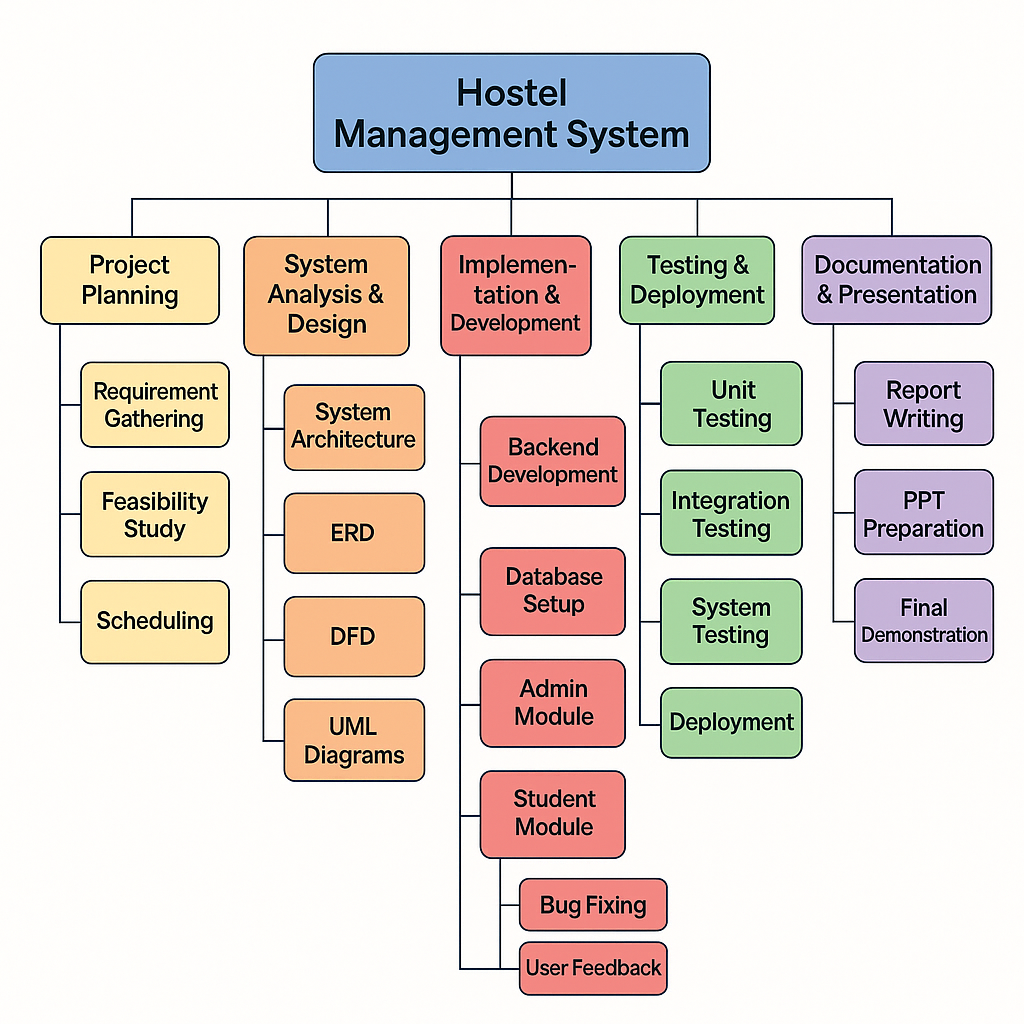 Hostel
Management System
Project
Planning
Requirement
Gathering
Feasibility
Study
Scheduling
System
Analysis &
Design
System
Architecture
ERD
DFD
UML
Diagrams
Implemen-
tation &
Development
Backend
Development
Database
Setup
Admin
Module
Student
Module
Bug Fixing
User Feedback
Testing &
Deployment
Unit
Testing
Integration
Testing
System
Testing
Deployment
Documentation
& Presentation
Report
Writing
PPT
Preparation
Final
Demonstration